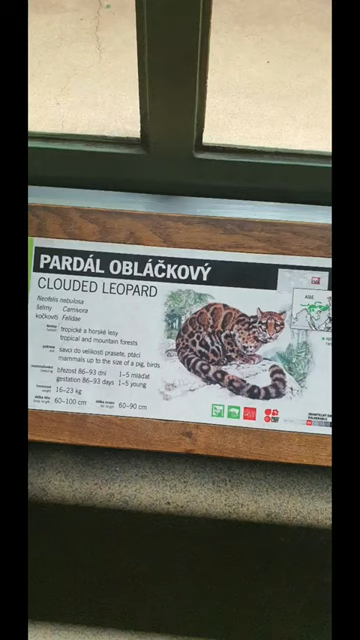 PARDÁL OBLÁČKOVÝ
CLOUDED LEOPARD
Neofelis nebulosa
šelmy Carnivora
kočkovití Felidae
tropické a horské lesy
tropical and mountain forests
savci do velikosti prasete, ptáci
mammals up to the size of a pig, birds
březost 86–93 dní 1–5 mláďat
gestation 86–93 days 1–5 young
16–23 kg
60–100 cm 60–90 cm